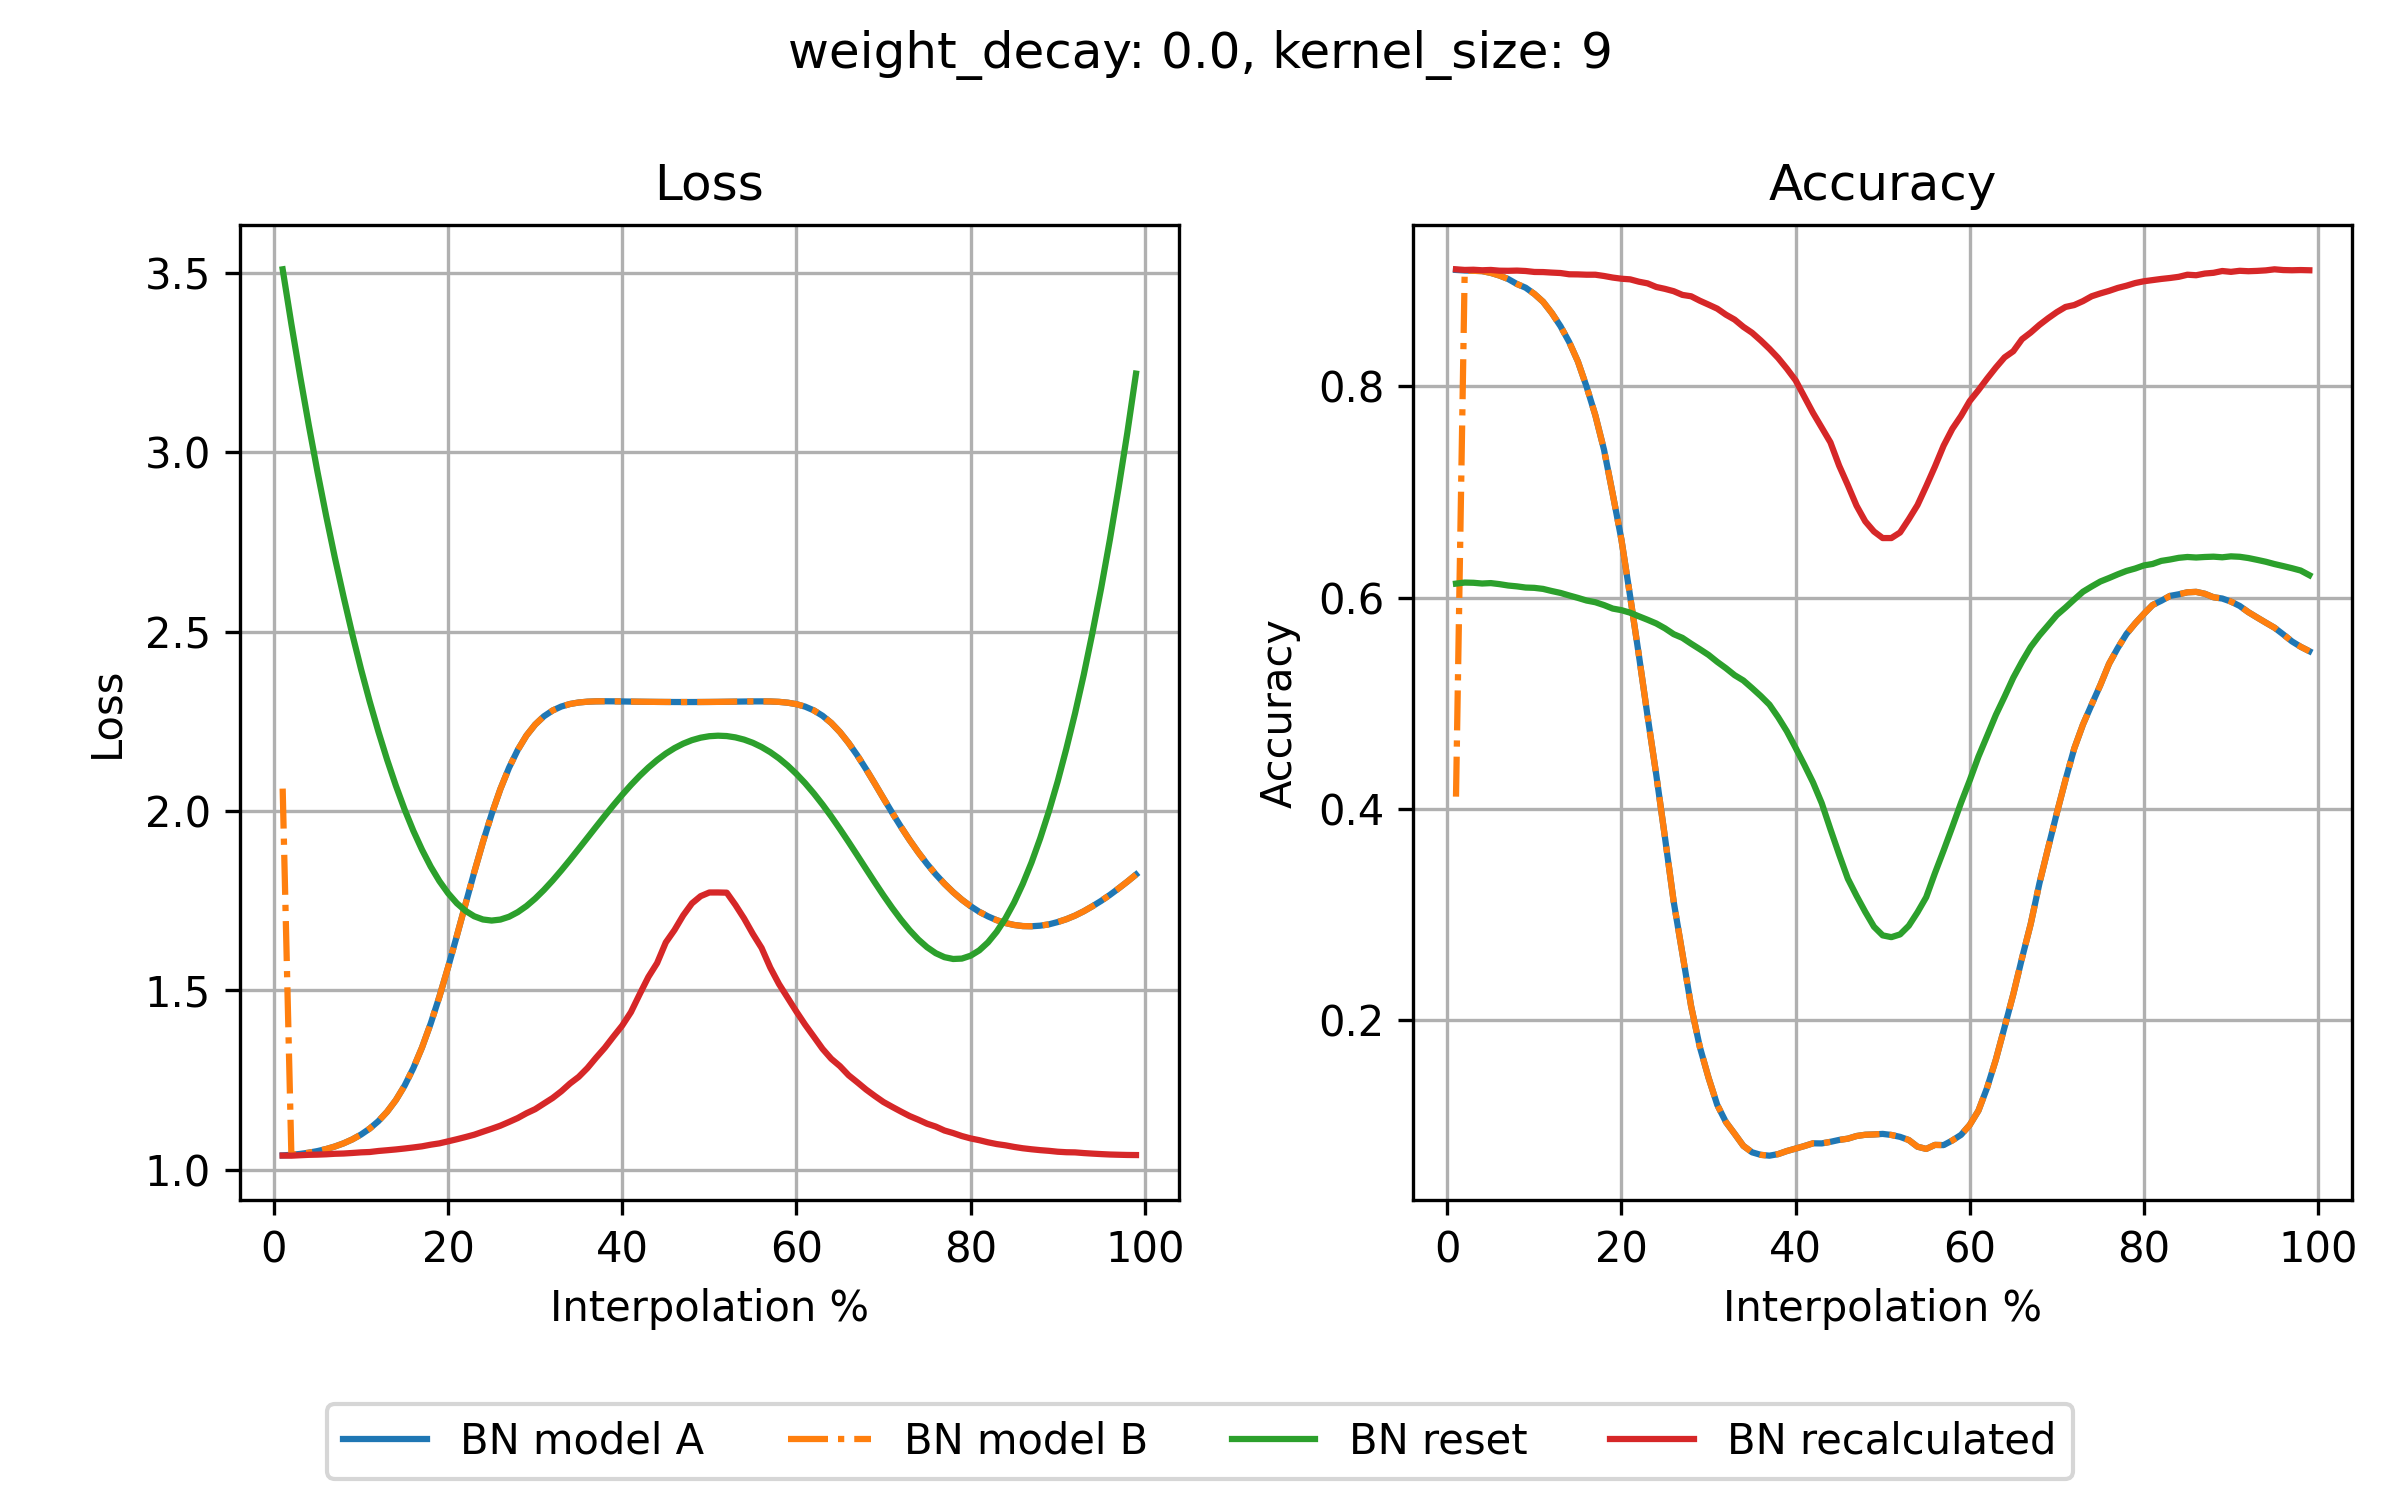 weight_decay: 0.0, kernel_size: 9
Loss
Loss
3.5
3.0
2.5
2.0
1.5
1.0
0 20 40 60 80 100
Interpolation %
Accuracy
Accuracy
0.8
0.6
0.4
0.2
0 20 40 60 80 100
Interpolation %
BN model A BN model B BN reset BN recalculated